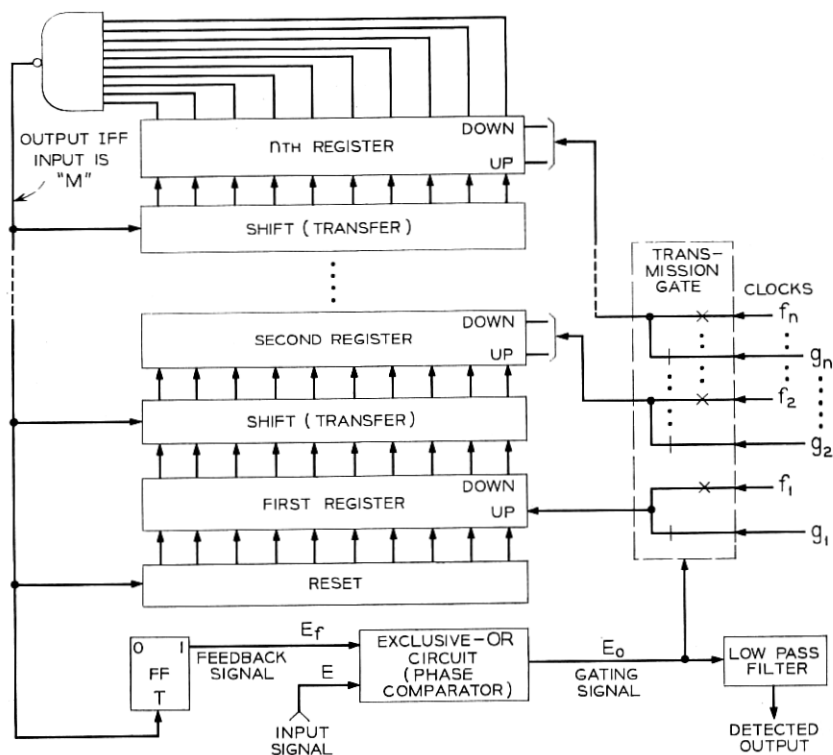 OUTPUT IFF
INPUT IS
"M"
DOWN
nTH REGISTER
UP
SHIFT (TRANSFER)
TRANS-
MISSION
GATE
CLOCKS
fn
gn
DOWN
SECOND REGISTER
UP
f2
g2
SHIFT (TRANSFER)
DOWN
FIRST REGISTER
UP
f1
g1
RESET
0 1
FF
T
Ef
FEEDBACK
SIGNAL
E
INPUT
SIGNAL
EXCLUSIVE-OR
CIRCUIT
(PHASE
COMPARATOR)
Eo
GATING
SIGNAL
LOW PASS
FILTER
DETECTED
OUTPUT